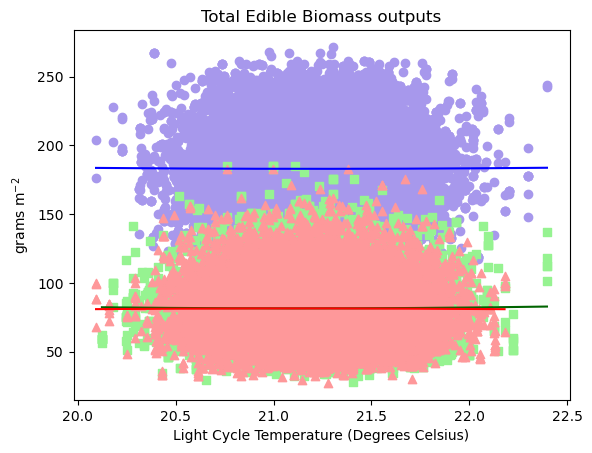 Total Edible Biomass outputs
grams m⁻²
250
200
150
100
50
20.0 20.5 21.0 21.5 22.0 22.5
Light Cycle Temperature (Degrees Celsius)